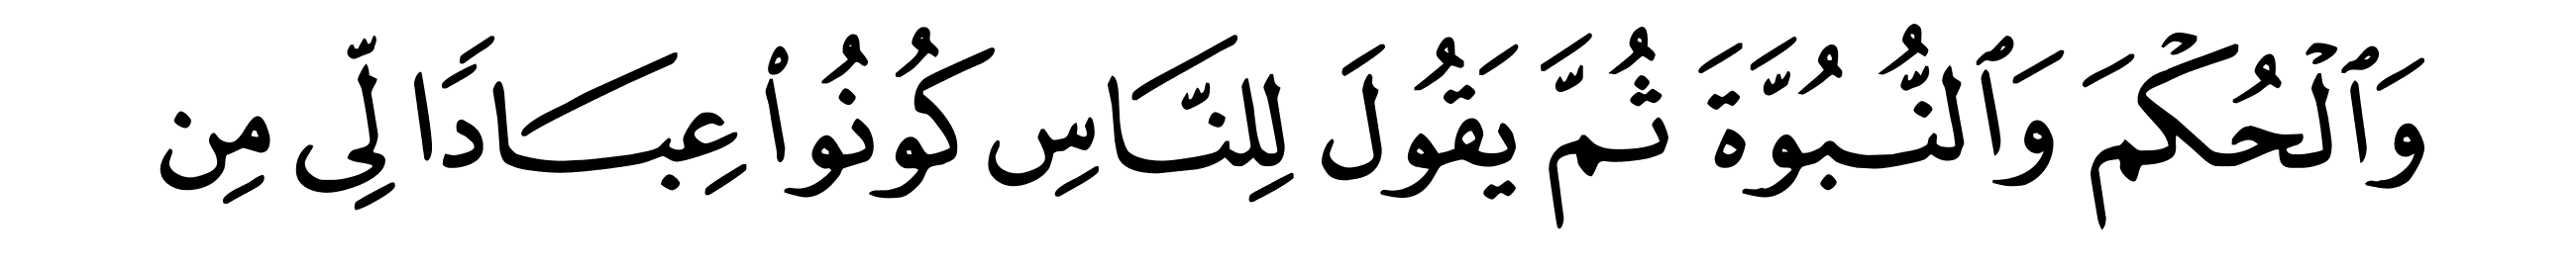 وَٱلْحُكْمَ وَٱلنُّبُوَّةَ ثُمَّ يَقُولَ لِلنَّاسِ كُونُوا۟ عِبَادًا لِّى مِن